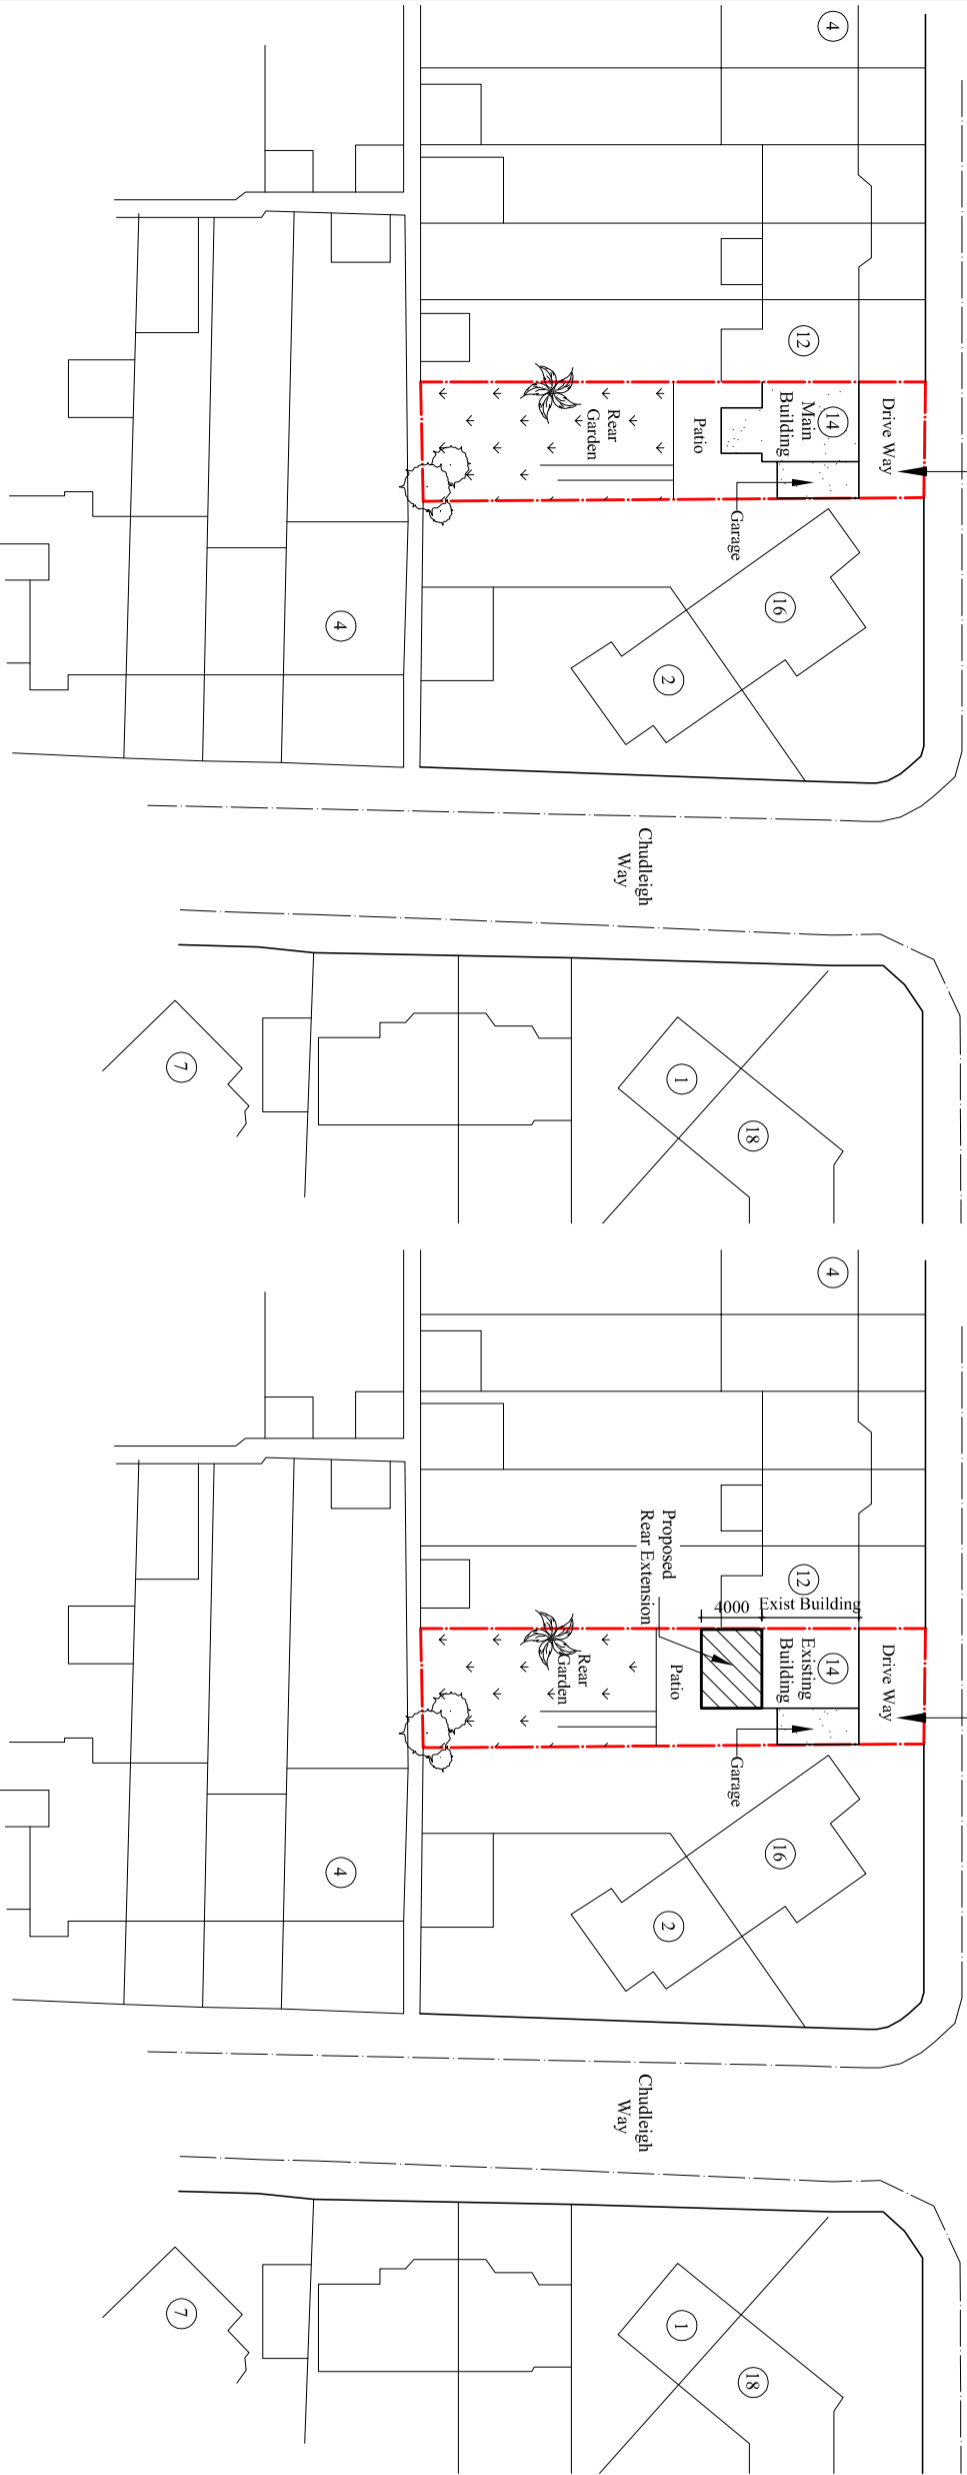 4
12
14
Drive Way
Main
Building
Patio
Rear
Garden
Garage
16
2
4
Chudleigh
Way
1
18
7
4
Proposed
Rear Extension
12
4000
Exist Building
14
Drive Way
Existing
Building
Patio
Rear
Garden
Garage
16
2
4
Chudleigh
Way
1
18
7